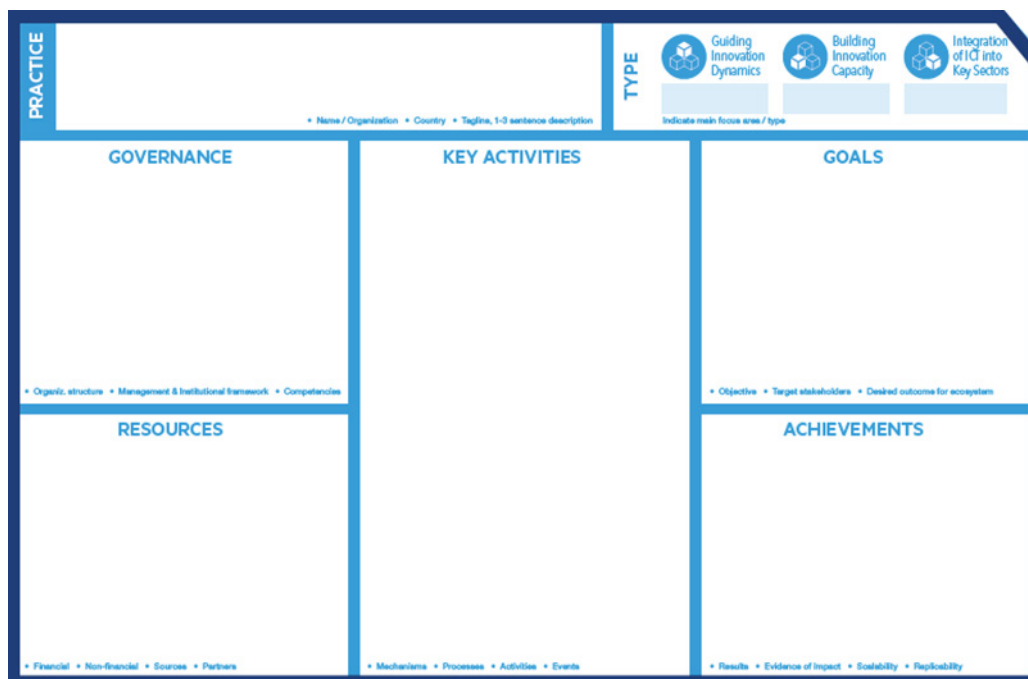 PRACTICE
• Name / Organization • Country • Tagline, 1-3 sentence description
TYPE
Guiding
Innovation
Dynamics
Building
Innovation
Capacity
Integration
of ICT into
Key Sectors
Indicate main focus area / type
GOVERNANCE
• Organiz. structure • Management & Institutional framework • Competencies
KEY ACTIVITIES
• Mechanisms • Processes • Activities • Events
GOALS
• Objective • Target stakeholders • Desired outcome for ecosystem
RESOURCES
• Financial • Non-financial • Sources • Partners
ACHIEVEMENTS
• Results • Evidence of Impact • Scalability • Replicability